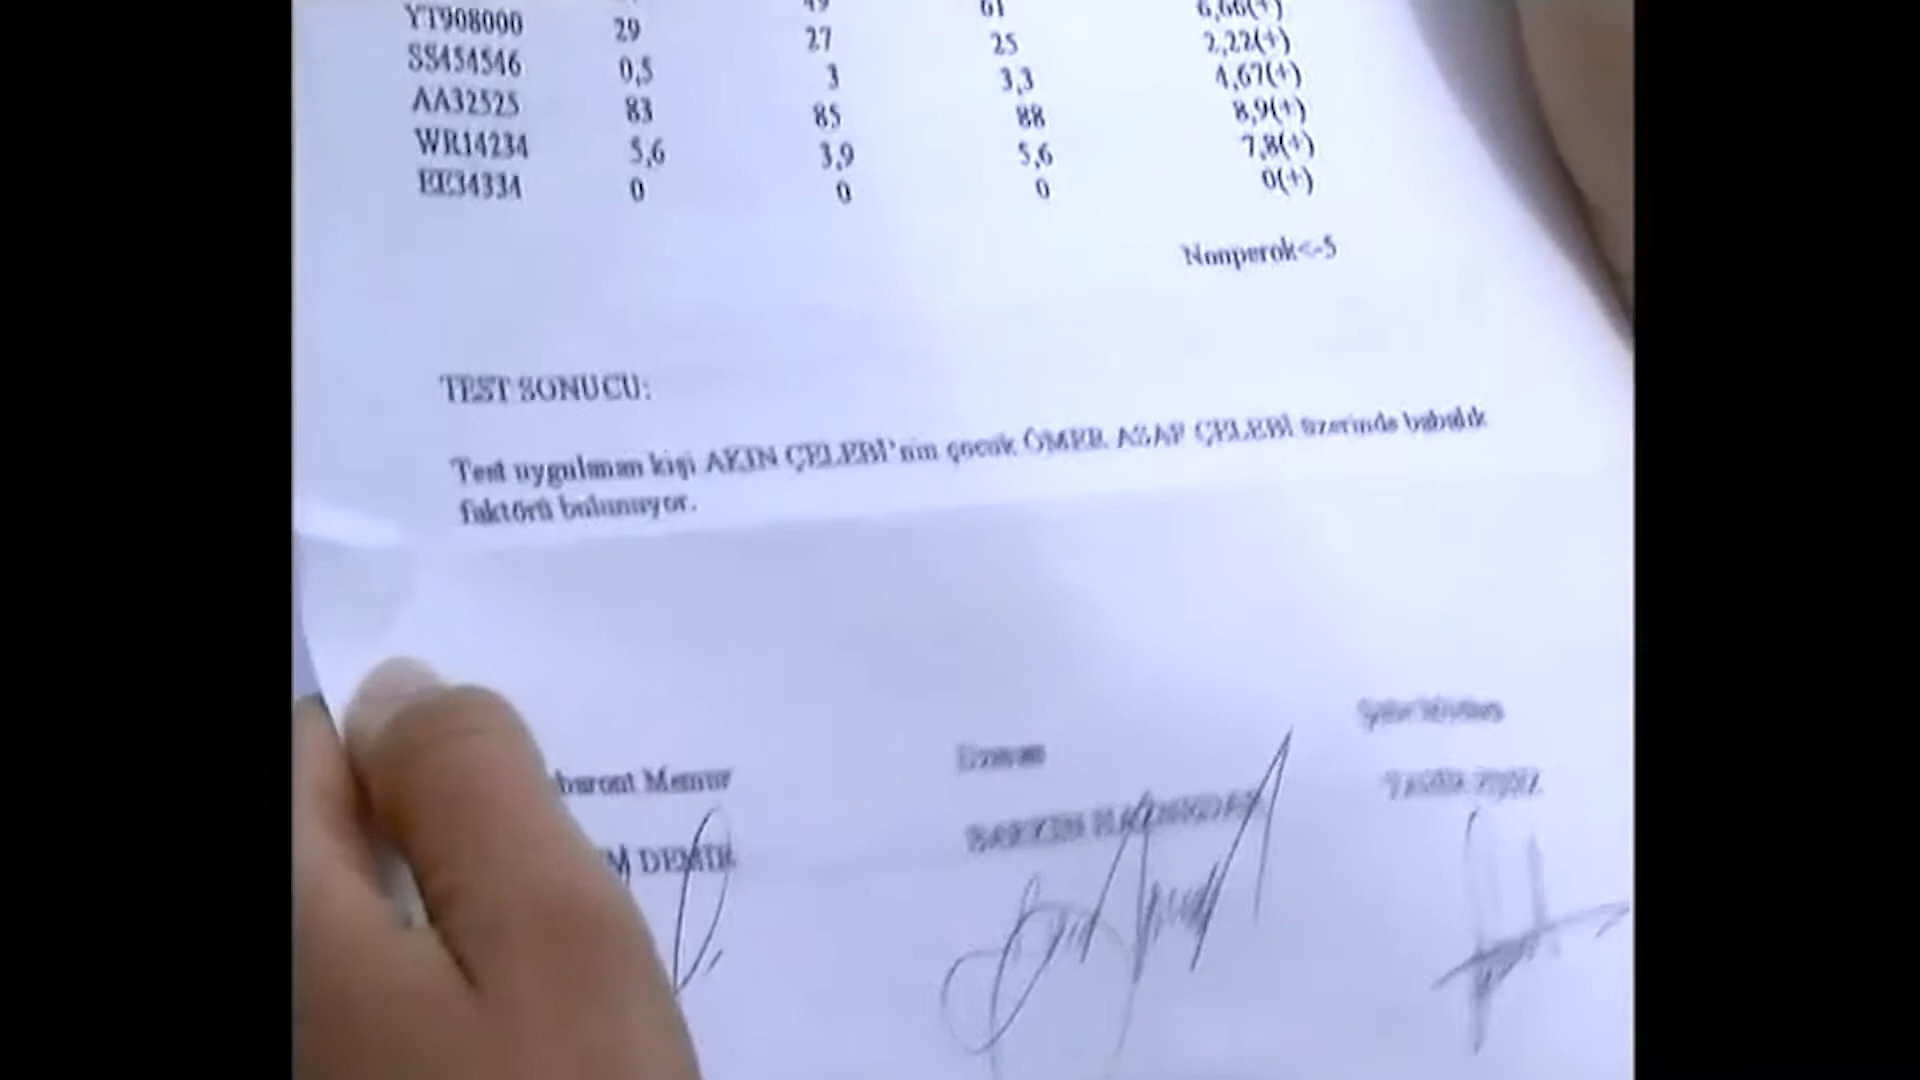 YT908000 29 27 25 2,22(+)
SS454546 0,5 3 3,3 4,67(+)
AA32525 83 85 88 8,9(+)
WR14234 5,6 3,9 5,6 7,8(+)
EE34334 0 0 0 0(+)
Nonperok<-5
TEST SONUCU:
Test uygulanan kişi AKIN ÇELEBİ'nin çocuk ÖMER ASAF ÇELEBİ üzerinde babalık
faktörü bulunuyor.
Uzman
Memur
DEMİR